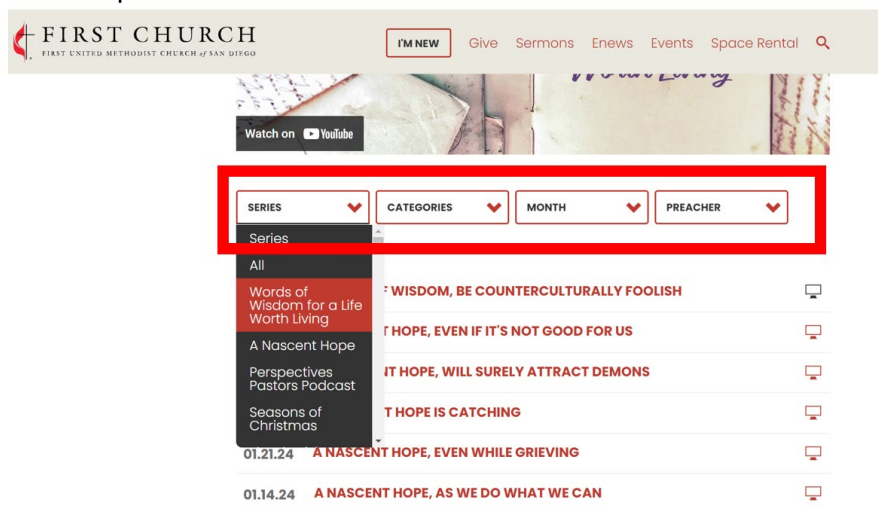 FIRST CHURCH
FIRST UNITED METHODIST CHURCH of SAN DIEGO
I'M NEW Give Sermons Enews Events Space Rental
Worth Living
Watch on YouTube
SERIES CATEGORIES MONTH PREACHER
Series
All
Words of
Wisdom for a Life
Worth Living
A Nascent Hope
Perspectives
Pastors Podcast
Seasons of
Christmas
WISDOM, BE COUNTERCULTURALLY FOOLISH
HOPE, EVEN IF IT'S NOT GOOD FOR US
HOPE, WILL SURELY ATTRACT DEMONS
HOPE IS CATCHING
01.21.24 A NASCENT HOPE, EVEN WHILE GRIEVING
01.14.24 A NASCENT HOPE, AS WE DO WHAT WE CAN